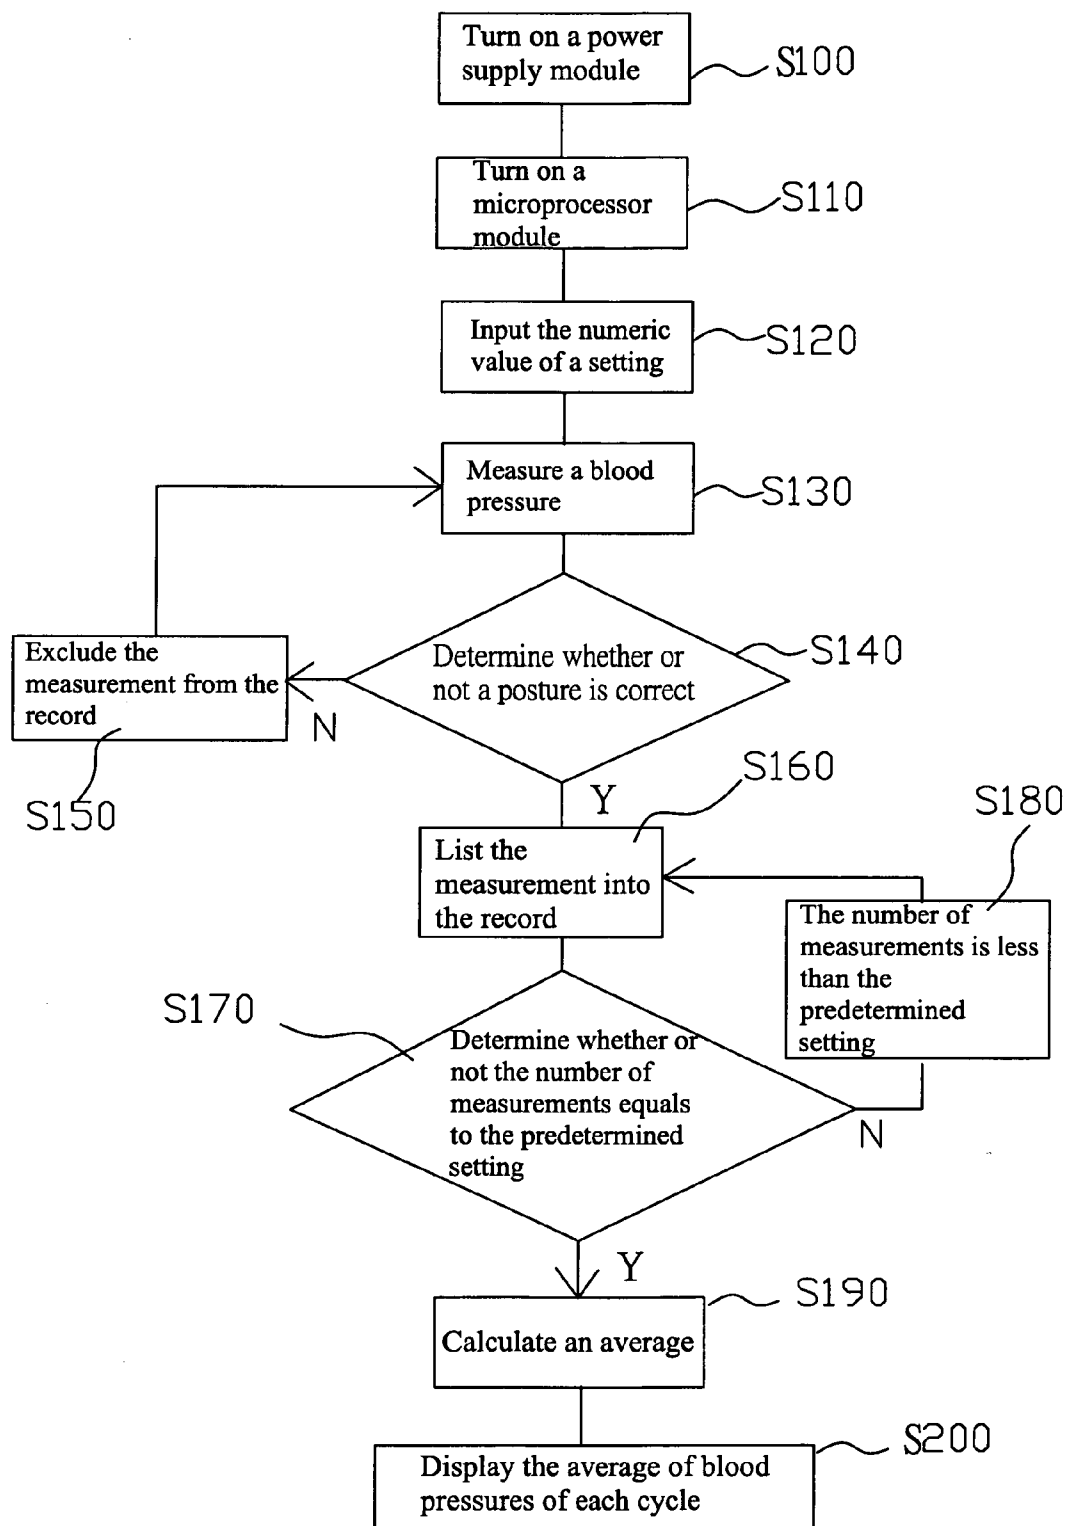 Turn on a power
supply module
S100
Turn on a
microprocessor
module
S110
Input the numeric
value of a setting
S120
Measure a blood
pressure
S130
Determine whether or
not a posture is correct
S140
Exclude the
measurement from the
record
N
S150
Y
S160
List the
measurement into
the record
S180
The number of
measurements is less
than the
predetermined
setting
S170
Determine whether or
not the number of
measurements equals
to the predetermined
setting
N
Y
S190
Calculate an average
S200
Display the average of blood
pressures of each cycle